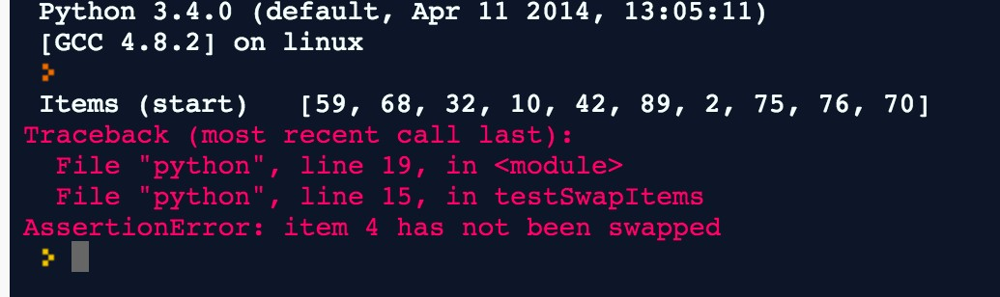 Python 3.4.0 (default, Apr 11 2014, 13:05:11)
[GCC 4.8.2] on linux
Items (start)   [59, 68, 32, 10, 42, 89, 2, 75, 76, 70]
Traceback (most recent call last):
  File "python", line 19, in <module>
  File "python", line 15, in testSwapItems
AssertionError: item 4 has not been swapped